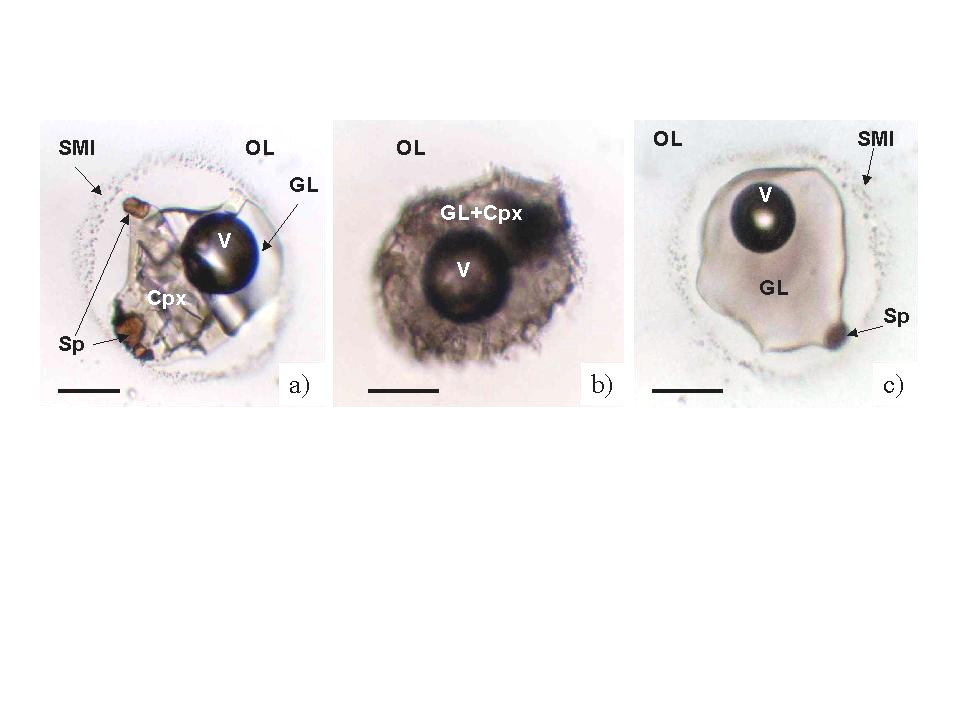 SMI
OL
GL
V
Cpx
Sp
a)
OL
GL+Cpx
V
b)
OL
SMI
V
GL
Sp
c)